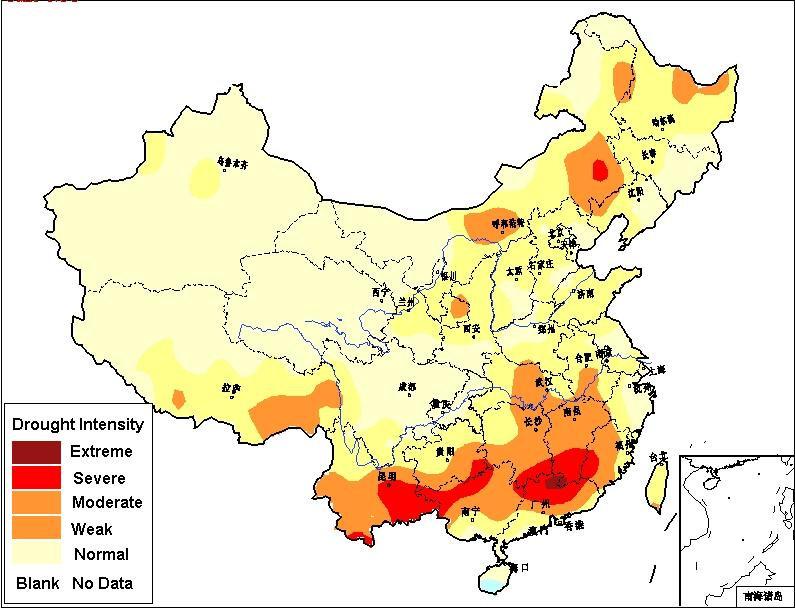 哈尔滨
长春
乌鲁木齐
沈阳
呼和浩特
北京
天津
银川
太原
石家庄
西宁
兰州
济南
西安
郑州
合肥
南京
上海
拉萨
成都
武汉
杭州
重庆
南昌
长沙
贵阳
福州
台北
昆明
南宁
广州
澳门
香港
海口
南海诸岛
Drought Intensity
Extreme
Severe
Moderate
Weak
Normal
Blank No Data